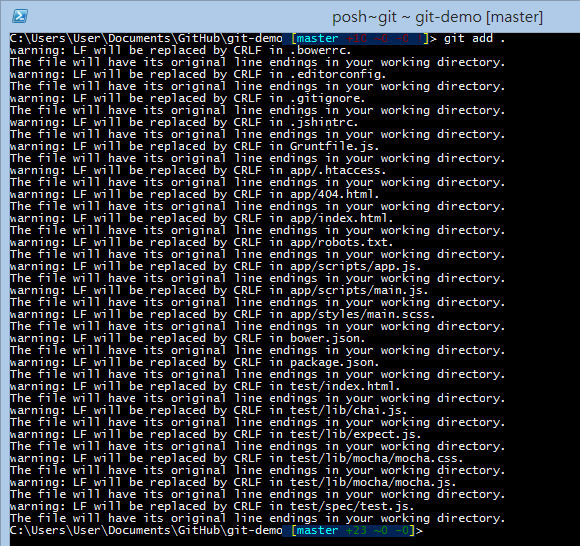 posh~git ~ git-demo [master]
C:\Users\User\Documents\GitHub\git-demo [master +10 ~0 -0 !]> git add .
warning: LF will be replaced by CRLF in .bowerrc.
The file will have its original line endings in your working directory.
warning: LF will be replaced by CRLF in .editorconfig.
The file will have its original line endings in your working directory.
warning: LF will be replaced by CRLF in .gitignore.
The file will have its original line endings in your working directory.
warning: LF will be replaced by CRLF in .jshintrc.
The file will have its original line endings in your working directory.
warning: LF will be replaced by CRLF in Gruntfile.js.
The file will have its original line endings in your working directory.
warning: LF will be replaced by CRLF in app/.htaccess.
The file will have its original line endings in your working directory.
warning: LF will be replaced by CRLF in app/404.html.
The file will have its original line endings in your working directory.
warning: LF will be replaced by CRLF in app/index.html.
The file will have its original line endings in your working directory.
warning: LF will be replaced by CRLF in app/robots.txt.
The file will have its original line endings in your working directory.
warning: LF will be replaced by CRLF in app/scripts/app.js.
The file will have its original line endings in your working directory.
warning: LF will be replaced by CRLF in app/scripts/main.js.
The file will have its original line endings in your working directory.
warning: LF will be replaced by CRLF in app/styles/main.scss.
The file will have its original line endings in your working directory.
warning: LF will be replaced by CRLF in bower.json.
The file will have its original line endings in your working directory.
warning: LF will be replaced by CRLF in package.json.
The file will have its original line endings in your working directory.
warning: LF will be replaced by CRLF in test/index.html.
The file will have its original line endings in your working directory.
warning: LF will be replaced by CRLF in test/lib/chai.js.
The file will have its original line endings in your working directory.
warning: LF will be replaced by CRLF in test/lib/expect.js.
The file will have its original line endings in your working directory.
warning: LF will be replaced by CRLF in test/lib/mocha/mocha.css.
The file will have its original line endings in your working directory.
warning: LF will be replaced by CRLF in test/lib/mocha/mocha.js.
The file will have its original line endings in your working directory.
warning: LF will be replaced by CRLF in test/spec/test.js.
The file will have its original line endings in your working directory.
C:\Users\User\Documents\GitHub\git-demo [master +23 ~0 -0]>